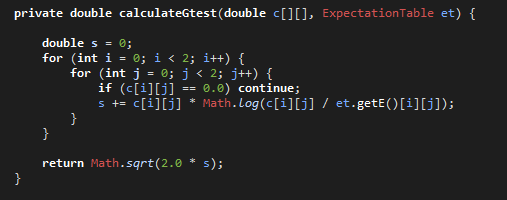 private double calculateGtest(double c[][], ExpectationTable et) {
double s = 0;
for (int i = 0; i < 2; i++) {
for (int j = 0; j < 2; j++) {
if (c[i][j] == 0.0) continue;
s += c[i][j] * Math.log(c[i][j] / et.getE()[i][j]);
}
}
return Math.sqrt(2.0 * s);
}